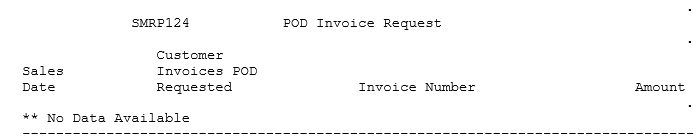 SMRP124 POD Invoice Request
Customer
Sales Invoices POD
Date Requested Invoice Number Amount
** No Data Available